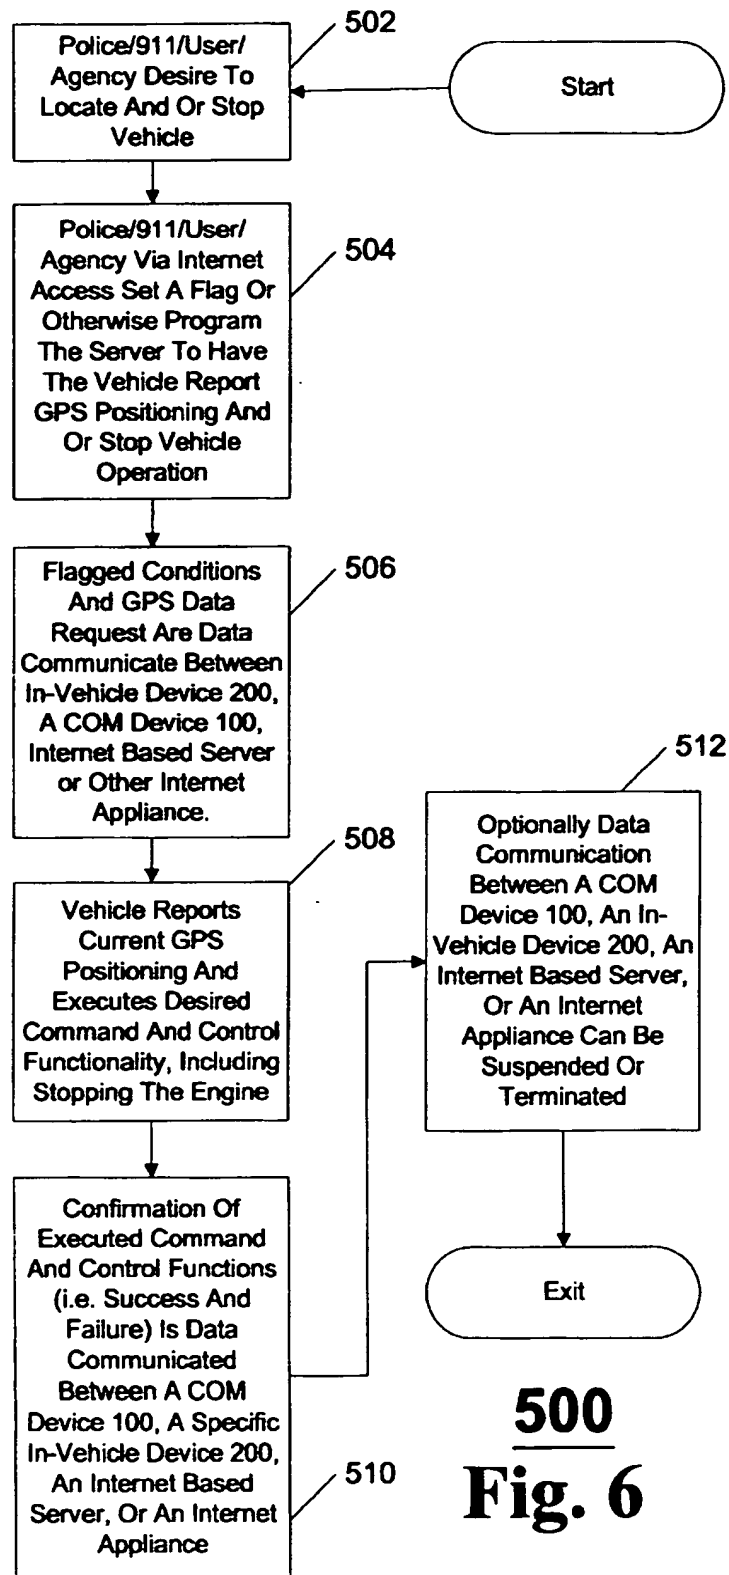 502
Police/911/User/
Agency Desire To
Locate And Or Stop
Vehicle
Start
504
Police/911/User/
Agency Via Internet
Access Set A Flag Or
Otherwise Program
The Server To Have
The Vehicle Report
GPS Positioning And
Or Stop Vehicle
Operation
506
Flagged Conditions
And GPS Data
Request Are Data
Communicate Between
In-Vehicle Device 200,
A COM Device 100,
Internet Based Server
or Other Internet
Appliance.
508
Vehicle Reports
Current GPS
Positioning And
Executes Desired
Command And Control
Functionality, Including
Stopping The Engine
510
Confirmation Of
Executed Command
And Control Functions
(i.e. Success And
Failure) Is Data
Communicated
Between A COM
Device 100, A Specific
In-Vehicle Device 200,
An Internet Based
Server, Or An Internet
Appliance
512
Optionally Data
Communication
Between A COM
Device 100, An In-
Vehicle Device 200, An
Internet Based Server,
Or An Internet
Appliance Can Be
Suspended Or
Terminated
Exit
500
Fig. 6